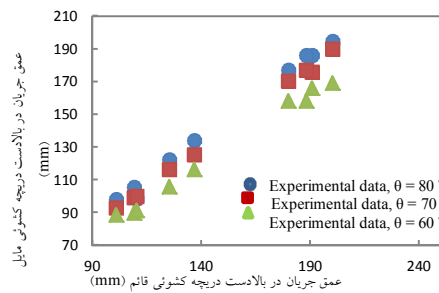 عمق جریان در بالادست دریچه کشوئی مایل
(mm)
210
190
170
150
130
110
90
70
Experimental data, θ = 80
Experimental data, θ = 70
Experimental data, θ = 60
90
140
190
240
عمق جریان در بالادست دریچه کشوئی قائم (mm)